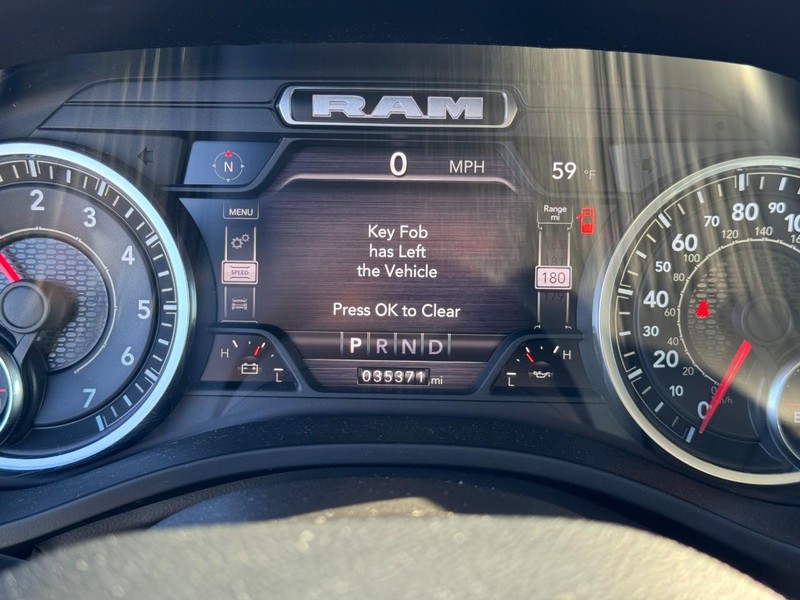 RAM
N
0 MPH
59 °F
MENU
Range
mi
SPEED
180
Key Fob
has Left
the Vehicle
Press OK to Clear
P R N D
035371 mi
H
L
L
H
2
3
4
5
6
7
0
10
20
30
40
50
60
70
80
90
60
80
100
120
140
E